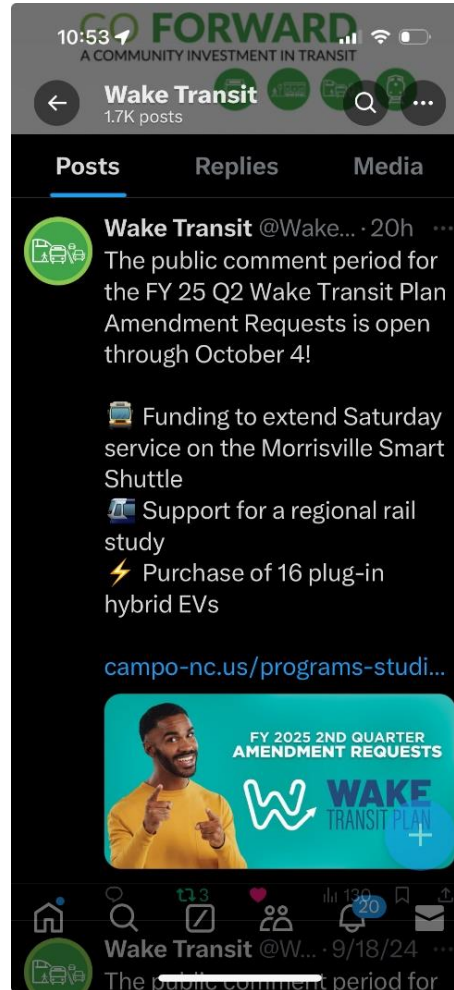 GO FORWARD
10:53
A COMMUNITY INVESTMENT IN TRANSIT
Wake Transit
1.7K posts
Posts Replies Media
Wake Transit @Wake... · 20h
The public comment period for
the FY 25 Q2 Wake Transit Plan
Amendment Requests is open
through October 4!
Funding to extend Saturday
service on the Morrisville Smart
Shuttle
Support for a regional rail
study
Purchase of 16 plug-in
hybrid EVs
campo-nc.us/programs-studi...
FY 2025 2ND QUARTER
AMENDMENT REQUESTS
WAKE
TRANSIT PLAN
3 139
20
Wake Transit @W... · 9/18/24
The public comment period for